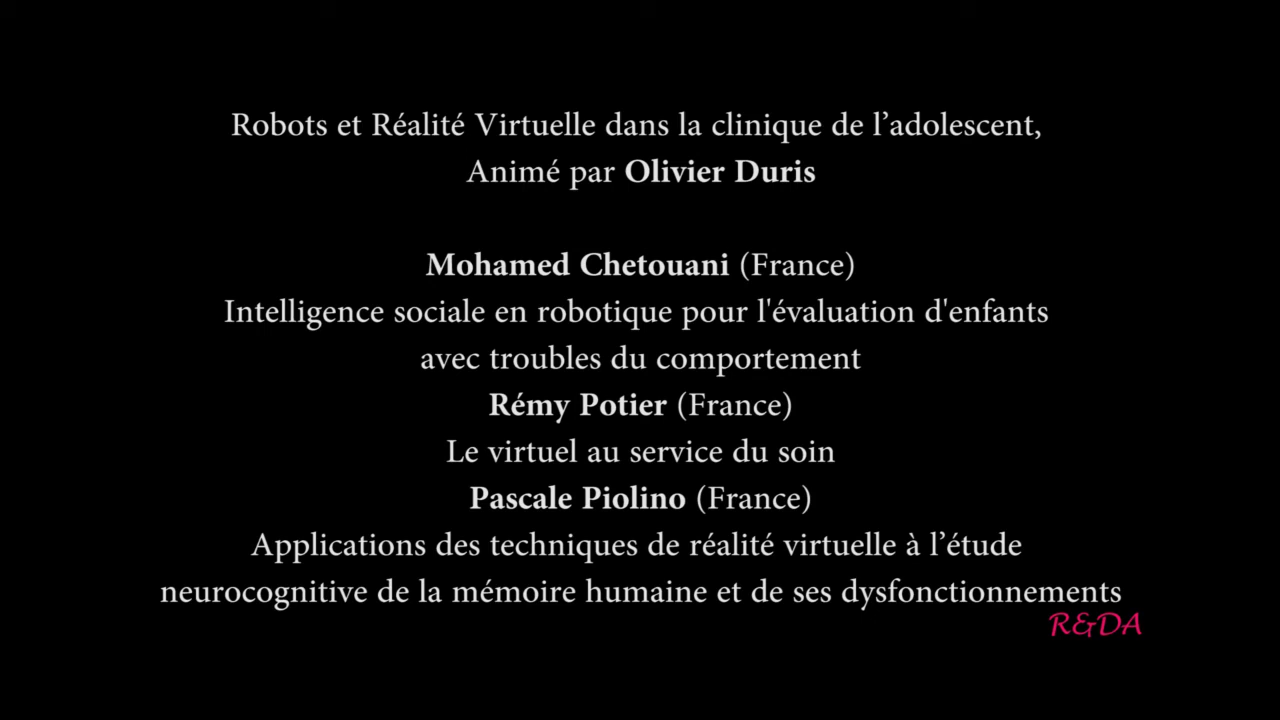 Robots et Réalité Virtuelle dans la clinique de l’adolescent,
Animé par Olivier Duris
Mohamed Chetouani (France)
Intelligence sociale en robotique pour l'évaluation d'enfants
avec troubles du comportement
Rémy Potier (France)
Le virtuel au service du soin
Pascale Piolino (France)
Applications des techniques de réalité virtuelle à l’étude
neurocognitive de la mémoire humaine et de ses dysfonctionnements
R&DA